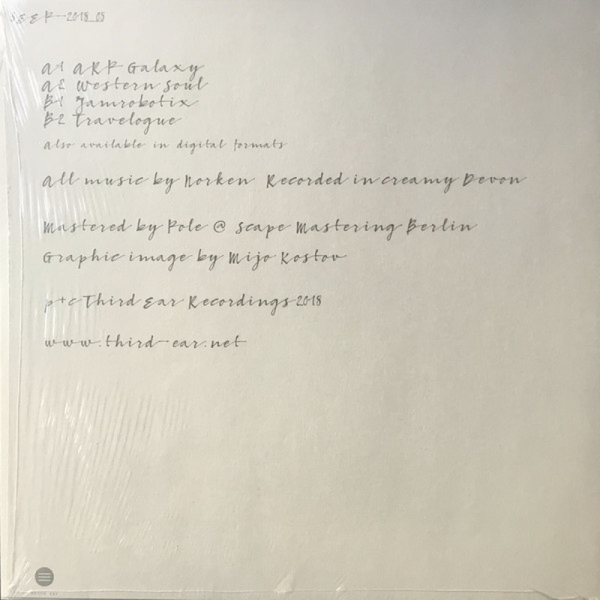 3EEP-2018_03
A1 ARP Galaxy
A2 Western Soul
B1 Jamrobotix
B2 Travelogue
also available in digital formats
All music by Norken Recorded in creamy Devon
Mastered by Pole @ Scape Mastering Berlin
Graphic image by Mijo Kostov
p+c Third Ear Recordings 2018
www.third-ear.net